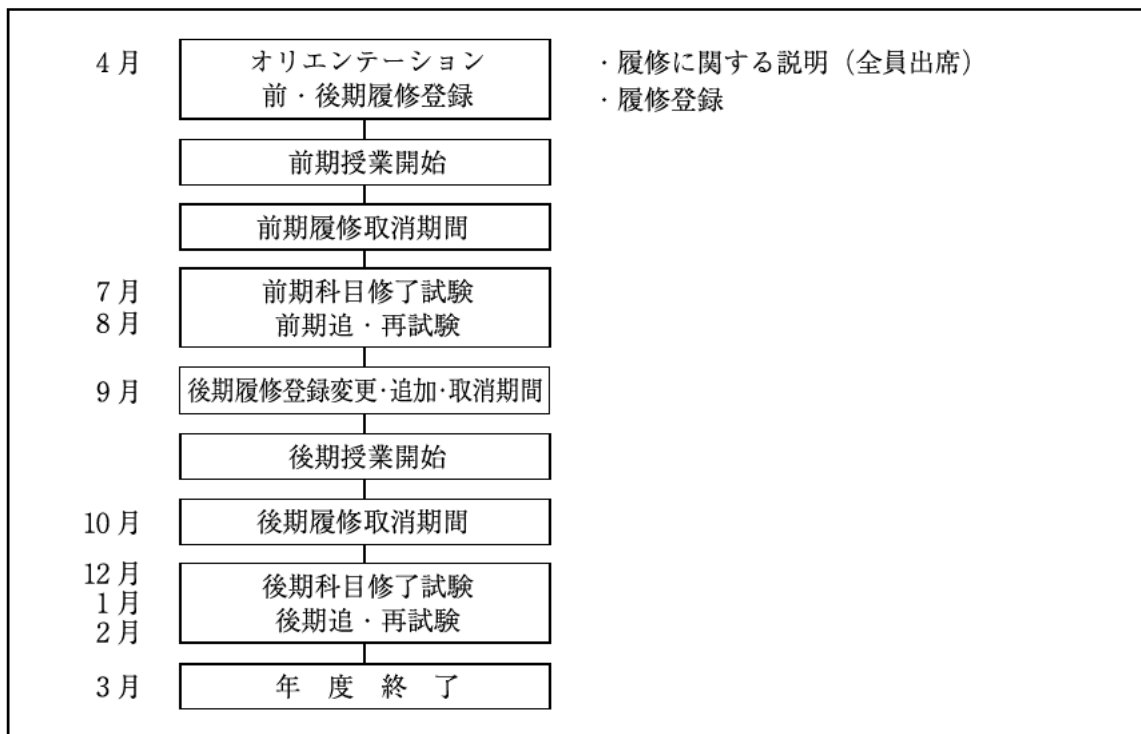 4月
オリエンテーション
前・後期履修登録
・履修に関する説明（全員出席）
・履修登録
前期授業開始
前期履修取消期間
7月
8月
前期科目修了試験
前期追・再試験
9月
後期履修登録変更・追加・取消期間
後期授業開始
10月
後期履修取消期間
12月
1月
2月
後期科目修了試験
後期追・再試験
3月
年 度 終 了